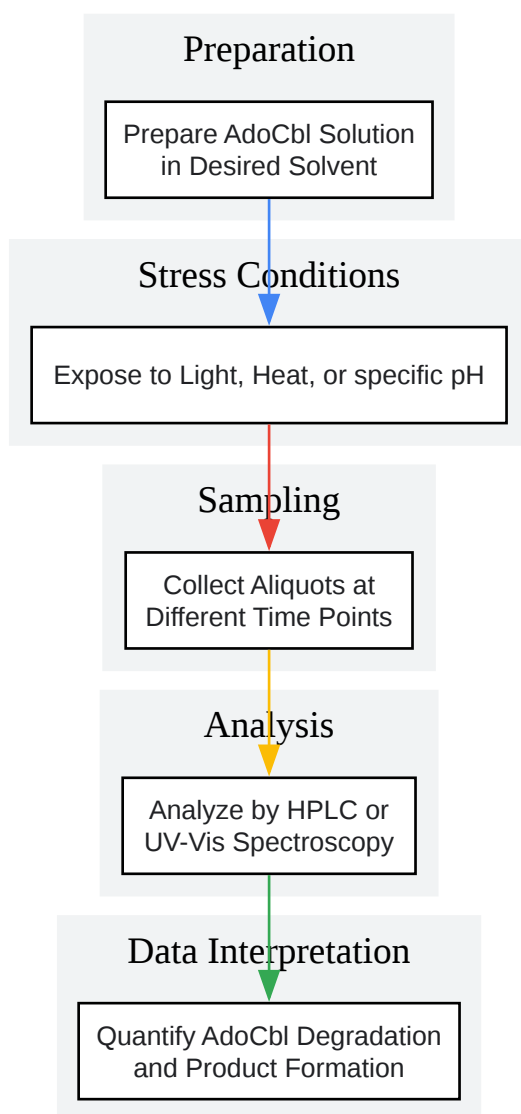 Preparation
Prepare AdoCbl Solution
in Desired Solvent
Stress Conditions
Expose to Light, Heat, or specific pH
Sampling
Collect Aliquots at
Different Time Points
Analysis
Analyze by HPLC or
UV-Vis Spectroscopy
Data Interpretation
Quantify AdoCbl Degradation
and Product Formation